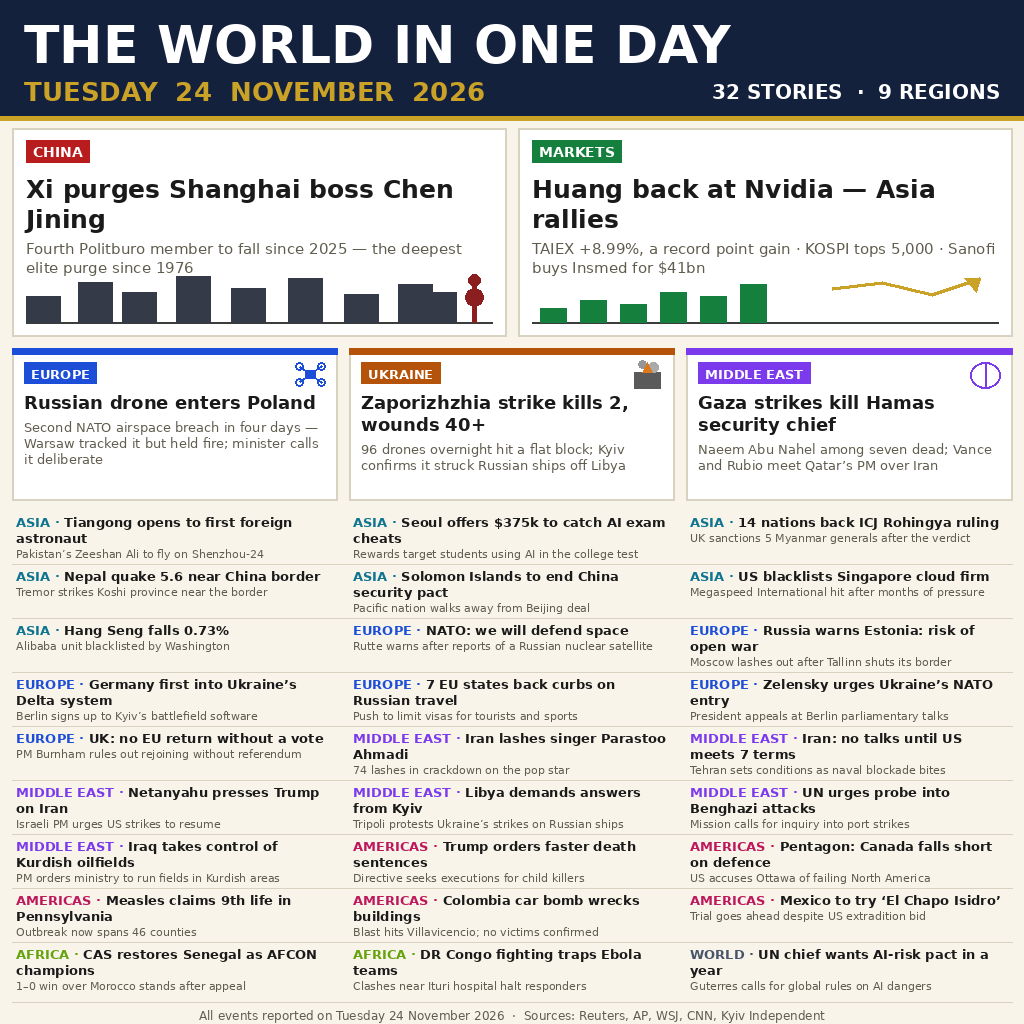 THE WORLD IN ONE DAY
TUESDAY 24 NOVEMBER 2026
32 STORIES · 9 REGIONS
CHINA
Xi purges Shanghai boss Chen
Jining
Fourth Politburo member to fall since 2025 — the deepest
elite purge since 1976
MARKETS
Huang back at Nvidia — Asia
rallies
TAIEX +8.99%, a record point gain · KOSPI tops 5,000 · Sanofi
buys Insmed for $41bn
EUROPE
Russian drone enters Poland
Second NATO airspace breach in four days —
Warsaw tracked it but held fire; minister calls
it deliberate
UKRAINE
Zaporizhzhia strike kills 2,
wounds 40+
96 drones overnight hit a flat block; Kyiv
confirms it struck Russian ships off Libya
MIDDLE EAST
Gaza strikes kill Hamas
security chief
Naeem Abu Nahel among seven dead; Vance
and Rubio meet Qatar’s PM over Iran
ASIA · Tiangong opens to first foreign
astronaut
Pakistan’s Zeeshan Ali to fly on Shenzhou-24
ASIA · Seoul offers $375k to catch AI exam
cheats
Rewards target students using AI in the college test
ASIA · 14 nations back ICJ Rohingya ruling
UK sanctions 5 Myanmar generals after the verdict
ASIA · Nepal quake 5.6 near China border
Tremor strikes Koshi province near the border
ASIA · Solomon Islands to end China
security pact
Pacific nation walks away from Beijing deal
ASIA · US blacklists Singapore cloud firm
Megaspeed International hit after months of pressure
ASIA · Hang Seng falls 0.73%
Alibaba unit blacklisted by Washington
EUROPE · NATO: we will defend space
Rutte warns after reports of a Russian nuclear satellite
EUROPE · Russia warns Estonia: risk of
open war
Moscow lashes out after Tallinn shuts its border
EUROPE · Germany first into Ukraine’s
Delta system
Berlin signs up to Kyiv’s battlefield software
EUROPE · 7 EU states back curbs on
Russian travel
Push to limit visas for tourists and sports
EUROPE · Zelensky urges Ukraine’s NATO
entry
President appeals at Berlin parliamentary talks
EUROPE · UK: no EU return without a vote
PM Burnham rules out rejoining without referendum
MIDDLE EAST · Iran lashes singer Parastoo
Ahmadi
74 lashes in crackdown on the pop star
MIDDLE EAST · Iran: no talks until US
meets 7 terms
Tehran sets conditions as naval blockade bites
MIDDLE EAST · Netanyahu presses Trump
on Iran
Israeli PM urges US strikes to resume
MIDDLE EAST · Libya demands answers
from Kyiv
Tripoli protests Ukraine’s strikes on Russian ships
MIDDLE EAST · UN urges probe into
Benghazi attacks
Mission calls for inquiry into port strikes
MIDDLE EAST · Iraq takes control of
Kurdish oilfields
PM orders ministry to run fields in Kurdish areas
AMERICAS · Trump orders faster death
sentences
Directive seeks executions for child killers
AMERICAS · Pentagon: Canada falls short
on defence
US accuses Ottawa of failing North America
AMERICAS · Measles claims 9th life in
Pennsylvania
Outbreak now spans 46 counties
AMERICAS · Colombia car bomb wrecks
buildings
Blast hits Villavicencio; no victims confirmed
AMERICAS · Mexico to try ‘El Chapo Isidro’
Trial goes ahead despite US extradition bid
AFRICA · CAS restores Senegal as AFCON
champions
1–0 win over Morocco stands after appeal
AFRICA · DR Congo fighting traps Ebola
teams
Clashes near Ituri hospital halt responders
WORLD · UN chief wants AI-risk pact in a
year
Guterres calls for global rules on AI dangers
All events reported on Tuesday 24 November 2026 · Sources: Reuters, AP, WSJ, CNN, Kyiv Independent